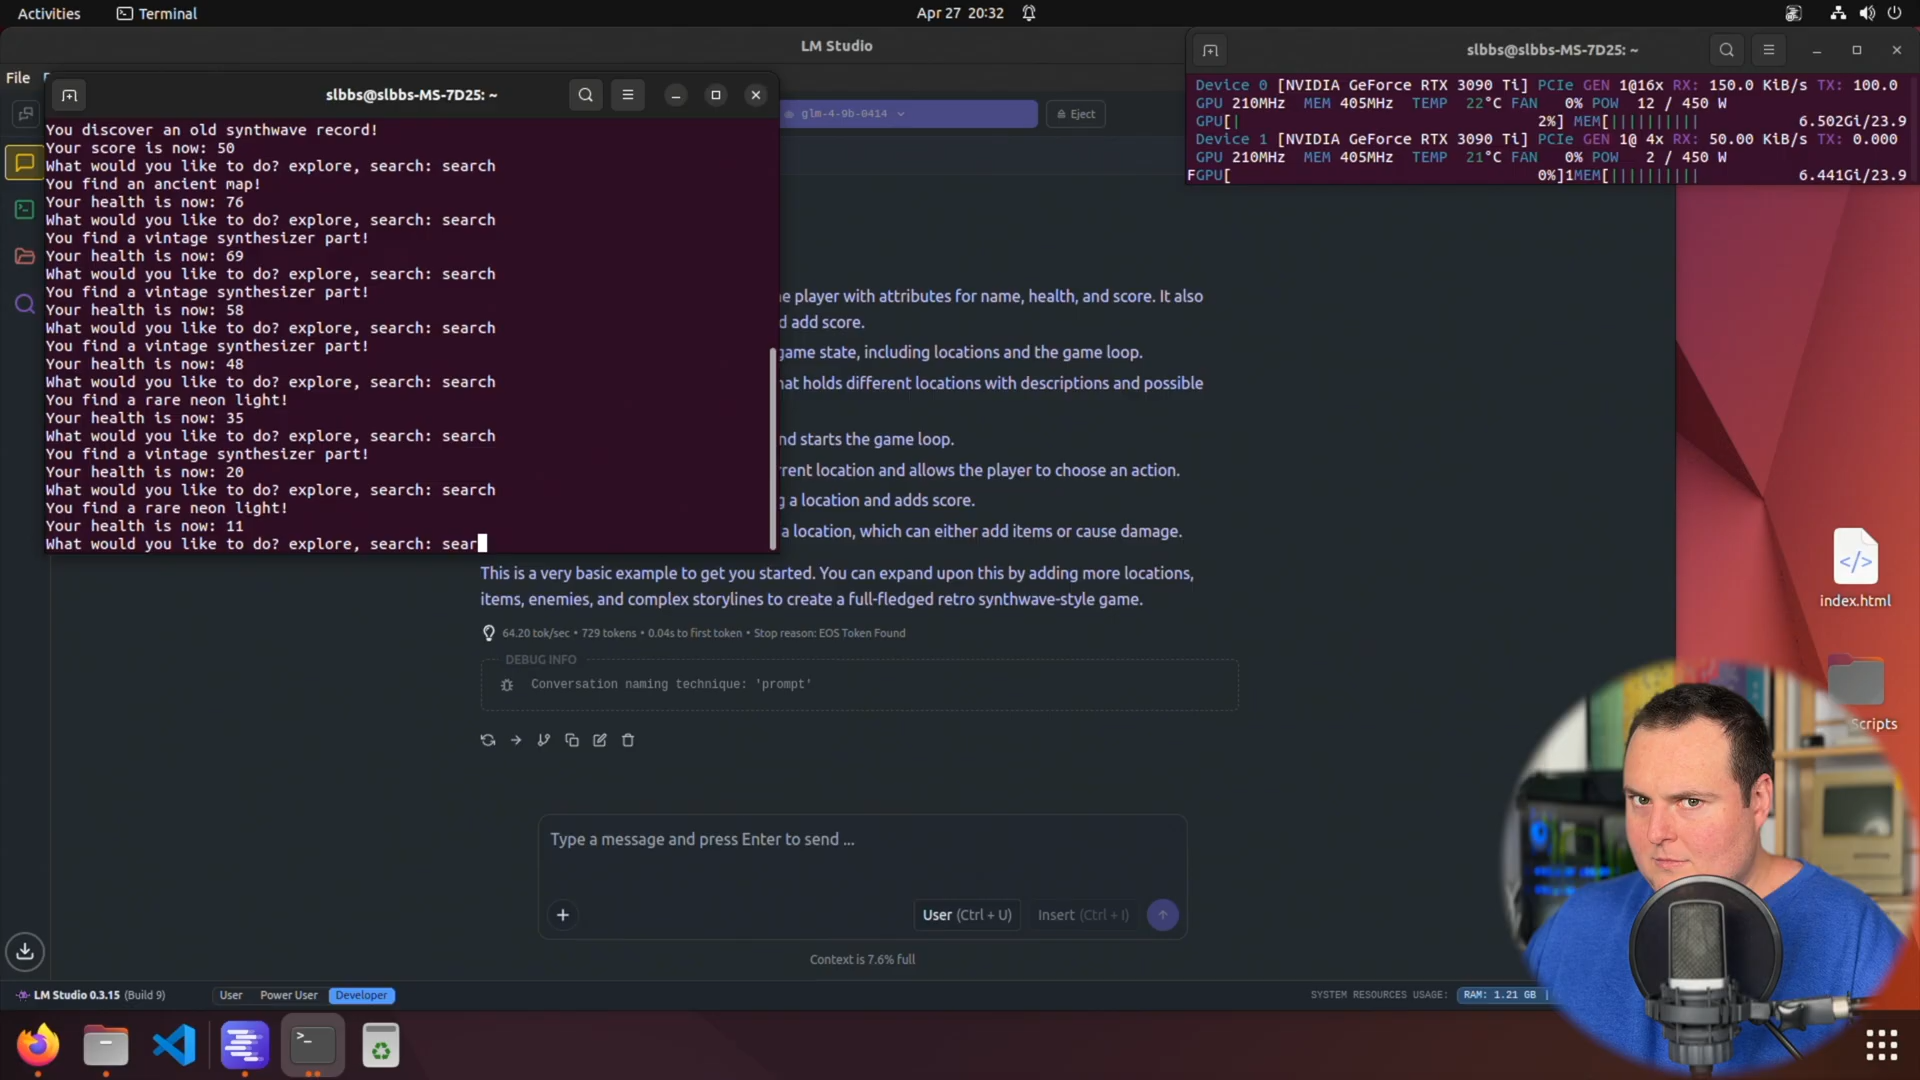 Activities
Terminal
Apr 27 20:32
LM Studio
File
slbbs@slbbs-MS-7D25: ~
glm-4-9b-0414
Eject
You discover an old synthwave record!
Your score is now: 50
What would you like to do? explore, search: search
You find an ancient map!
Your health is now: 76
What would you like to do? explore, search: search
You find a vintage synthesizer part!
Your health is now: 69
What would you like to do? explore, search: search
You find a vintage synthesizer part!
Your health is now: 58
What would you like to do? explore, search: search
You find a vintage synthesizer part!
Your health is now: 48
What would you like to do? explore, search: search
You find a rare neon light!
Your health is now: 35
What would you like to do? explore, search: search
You find a vintage synthesizer part!
Your health is now: 20
What would you like to do? explore, search: search
You find a rare neon light!
Your health is now: 11
What would you like to do? explore, search: sear
slbbs@slbbs-MS-7D25: ~
Device 0 [NVIDIA GeForce RTX 3090 Ti] PCIe GEN 1@16x RX: 150.0 KiB/s TX: 100.0
GPU 210MHz MEM 405MHz TEMP 22°C FAN 0% POW 12 / 450 W
GPU[| 2%] MEM[|||||||||| 6.502Gi/23.9
Device 1 [NVIDIA GeForce RTX 3090 Ti] PCIe GEN 1@ 4x RX: 50.00 KiB/s TX: 0.000
GPU 210MHz MEM 405MHz TEMP 21°C FAN 0% POW 2 / 450 W
FGPU[ 0%]1MEM[|||||||||| 6.441Gi/23.9
e player with attributes for name, health, and score. It also
d add score.
game state, including locations and the game loop.
hat holds different locations with descriptions and possible
nd starts the game loop.
rrent location and allows the player to choose an action.
g a location and adds score.
a location, which can either add items or cause damage.
This is a very basic example to get you started. You can expand upon this by adding more locations,
items, enemies, and complex storylines to create a full-fledged retro synthwave-style game.
64.20 tok/sec • 729 tokens • 0.04s to first token • Stop reason: EOS Token Found
DEBUG INFO
Conversation naming technique: 'prompt'
Type a message and press Enter to send ...
User (Ctrl + U)
Insert (Ctrl + I)
Context is 7.6% full
index.html
Scripts
LM Studio 0.3.15 (Build 9)
User
Power User
Developer
SYSTEM RESOURCES USAGE:
RAM: 1.21 GB |